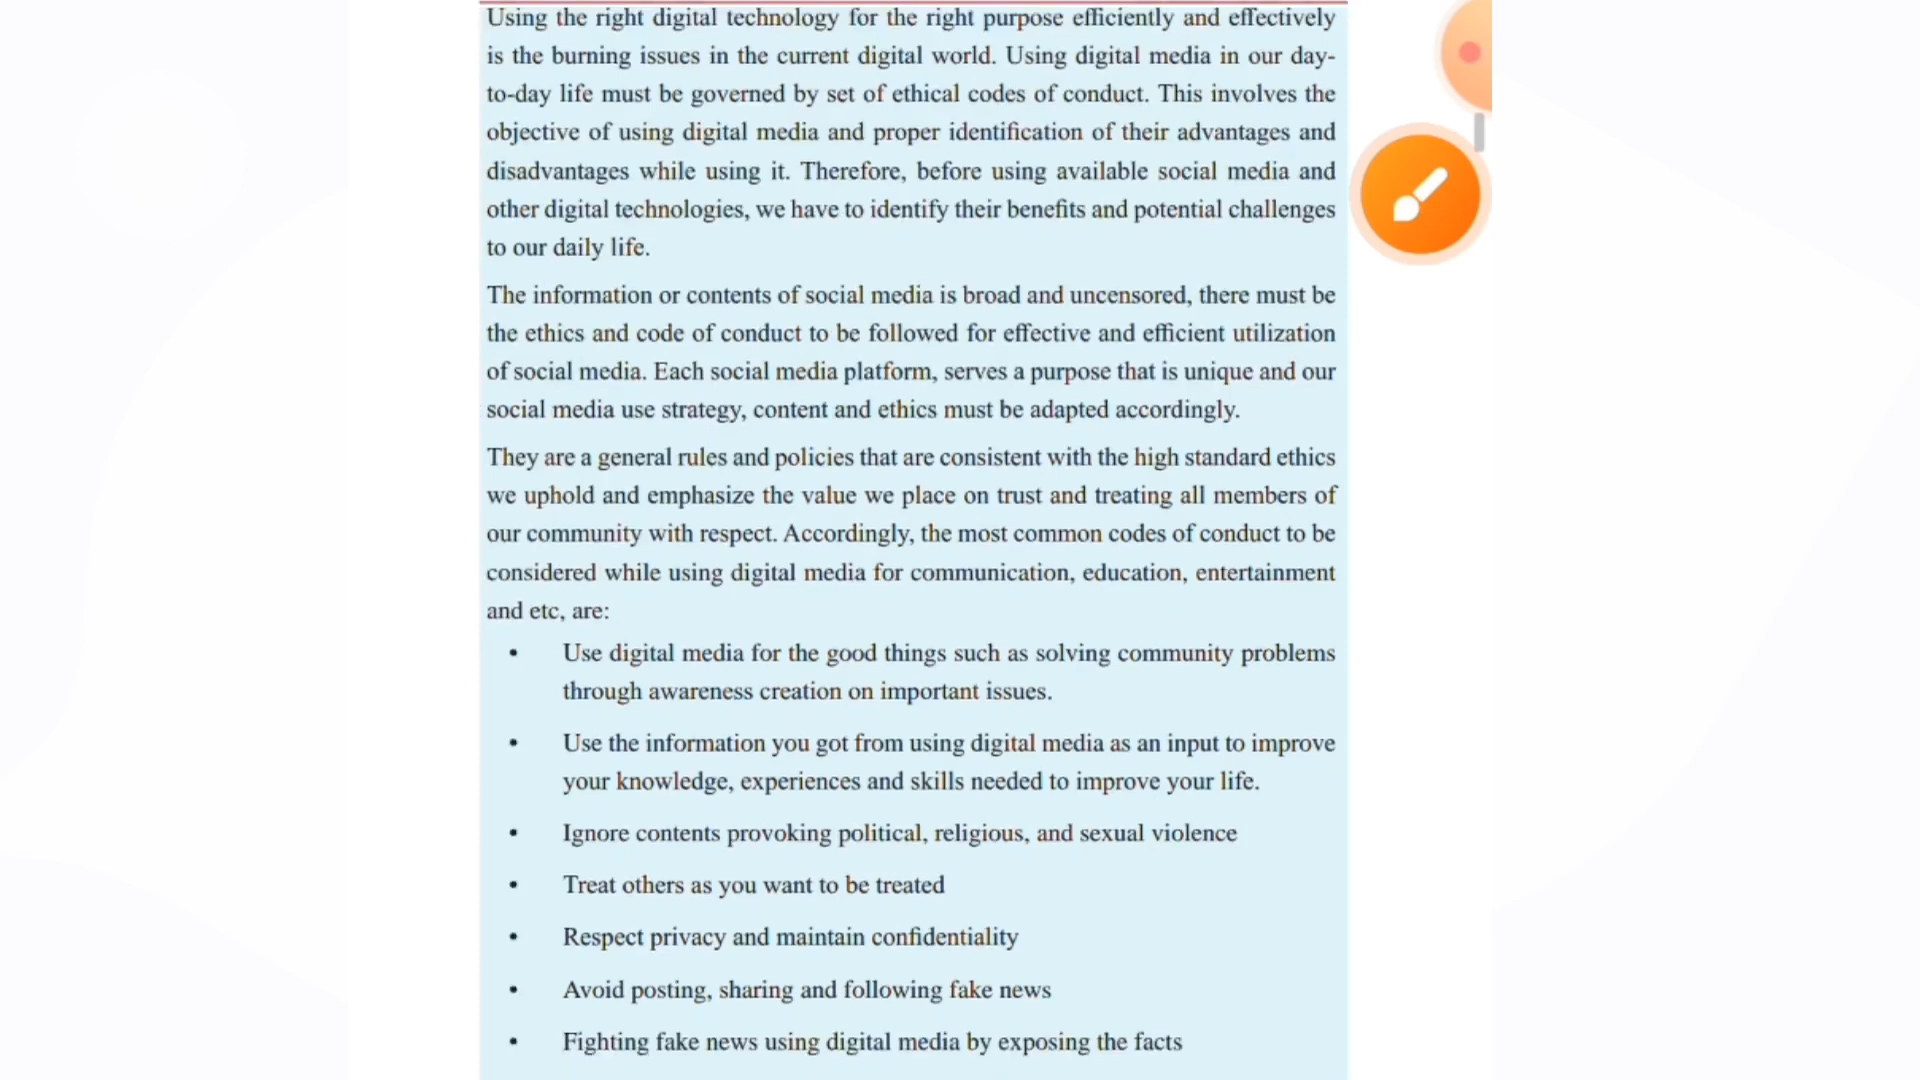 Using the right digital technology for the right purpose efficiently and effectively
is the burning issues in the current digital world. Using digital media in our day-
to-day life must be governed by set of ethical codes of conduct. This involves the
objective of using digital media and proper identification of their advantages and
disadvantages while using it. Therefore, before using available social media and
other digital technologies, we have to identify their benefits and potential challenges
to our daily life.
The information or contents of social media is broad and uncensored, there must be
the ethics and code of conduct to be followed for effective and efficient utilization
of social media. Each social media platform, serves a purpose that is unique and our
social media use strategy, content and ethics must be adapted accordingly.
They are a general rules and policies that are consistent with the high standard ethics
we uphold and emphasize the value we place on trust and treating all members of
our community with respect. Accordingly, the most common codes of conduct to be
considered while using digital media for communication, education, entertainment
and etc, are:
• Use digital media for the good things such as solving community problems
through awareness creation on important issues.
• Use the information you got from using digital media as an input to improve
your knowledge, experiences and skills needed to improve your life.
• Ignore contents provoking political, religious, and sexual violence
• Treat others as you want to be treated
• Respect privacy and maintain confidentiality
• Avoid posting, sharing and following fake news
• Fighting fake news using digital media by exposing the facts